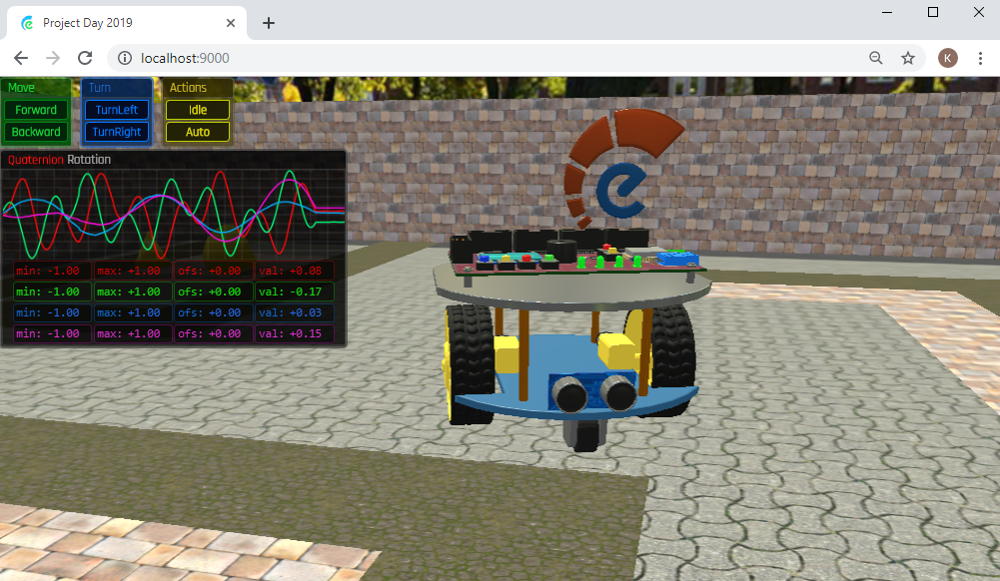 Project Day 2019
localhost:9000
K
Move
Turn
Actions
Forward
TurnLeft
Idle
Backward
TurnRight
Auto
Quaternion Rotation
min: -1.00 max: +1.00 ofs: +0.00 val: +0.08
min: -1.00 max: +1.00 ofs: +0.00 val: -0.17
min: -1.00 max: +1.00 ofs: +0.00 val: +0.03
min: -1.00 max: +1.00 ofs: +0.00 val: +0.15